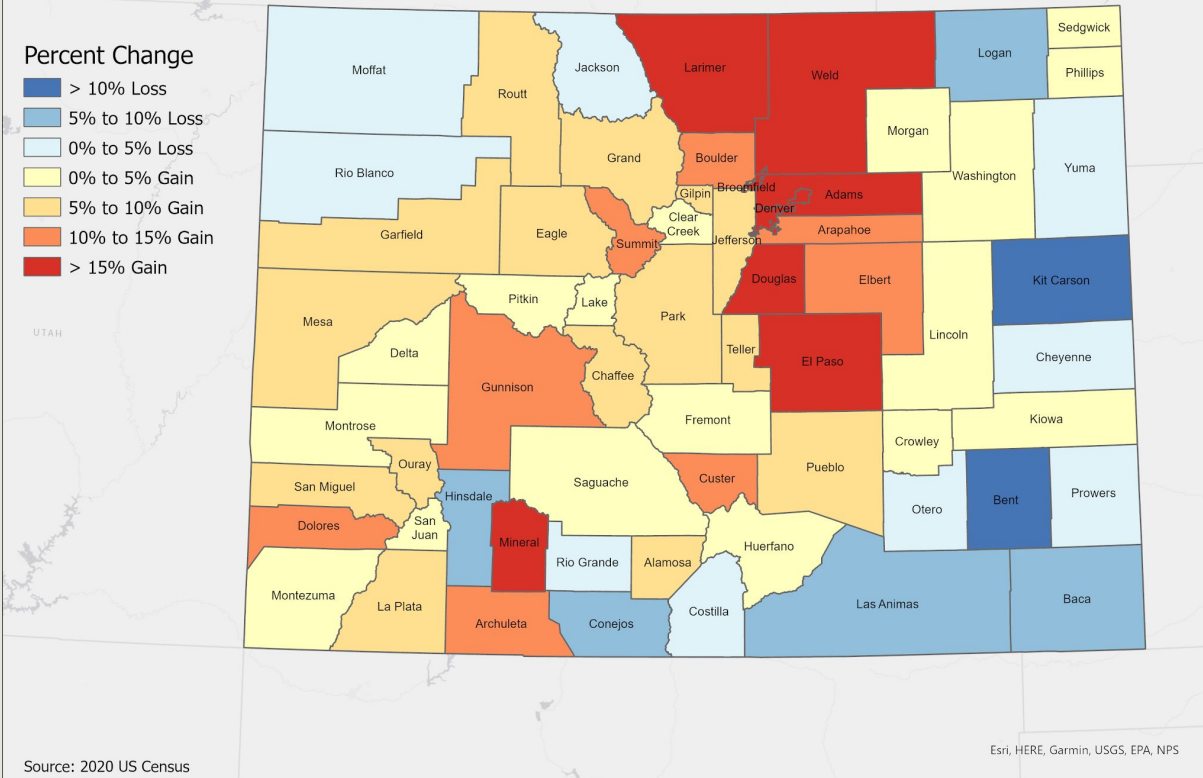 Percent Change
> 10% Loss
5% to 10% Loss
0% to 5% Loss
0% to 5% Gain
5% to 10% Gain
10% to 15% Gain
> 15% Gain
UTAH
Moffat
Routt
Jackson
Larimer
Weld
Logan
Sedgwick
Phillips
Morgan
Washington
Yuma
Rio Blanco
Grand
Boulder
Gilpin
Broomfield
Denver
Adams
Arapahoe
Clear
Creek
Jefferson
Garfield
Eagle
Summit
Douglas
Elbert
Lincoln
Kit Carson
Cheyenne
Mesa
Pitkin
Lake
Park
Teller
El Paso
Delta
Gunnison
Chaffee
Fremont
Crowley
Kiowa
Montrose
Ouray
Saguache
Custer
Pueblo
Otero
Bent
Prowers
San Miguel
Hinsdale
Dolores
San
Juan
Mineral
Rio Grande
Alamosa
Huerfano
Montezuma
La Plata
Archuleta
Conejos
Costilla
Las Animas
Baca
Esri, HERE, Garmin, USGS, EPA, NPS
Source: 2020 US Census